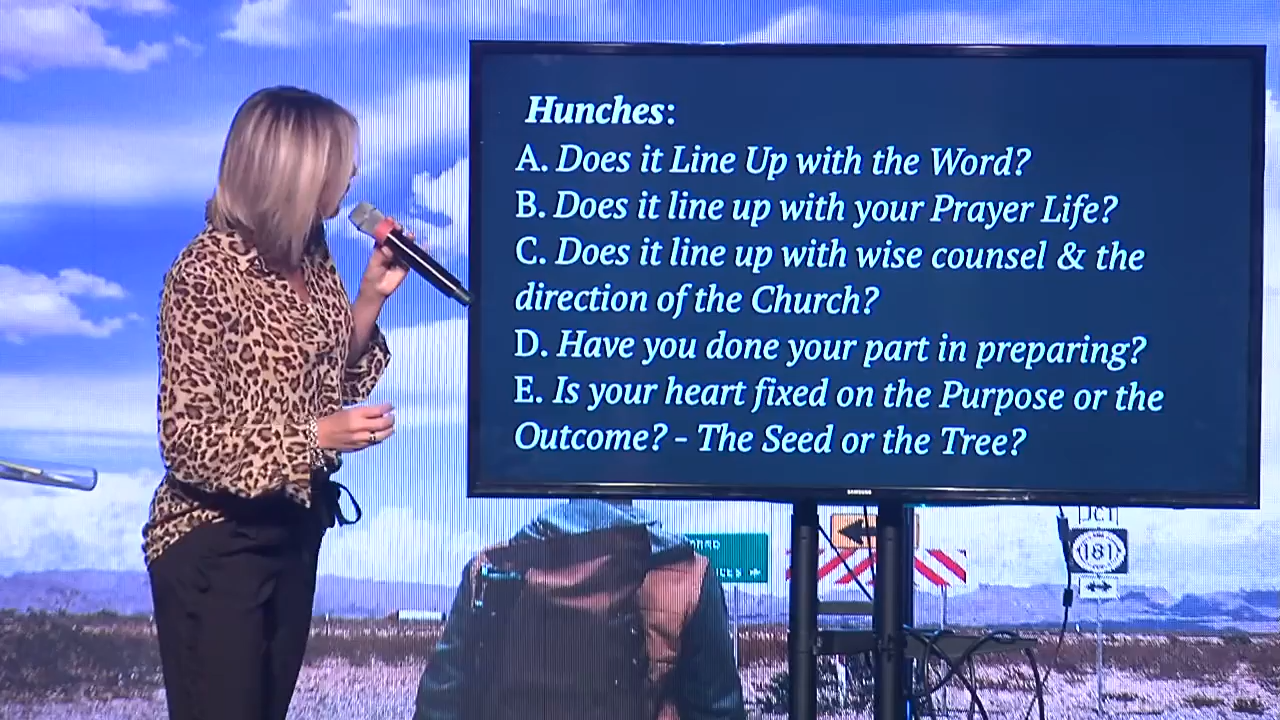 Hunches:
A. Does it Line Up with the Word?
B. Does it line up with your Prayer Life?
C. Does it line up with wise counsel & the
direction of the Church?
D. Have you done your part in preparing?
E. Is your heart fixed on the Purpose or the
Outcome? - The Seed or the Tree?
SAMSUNG
JCT
181